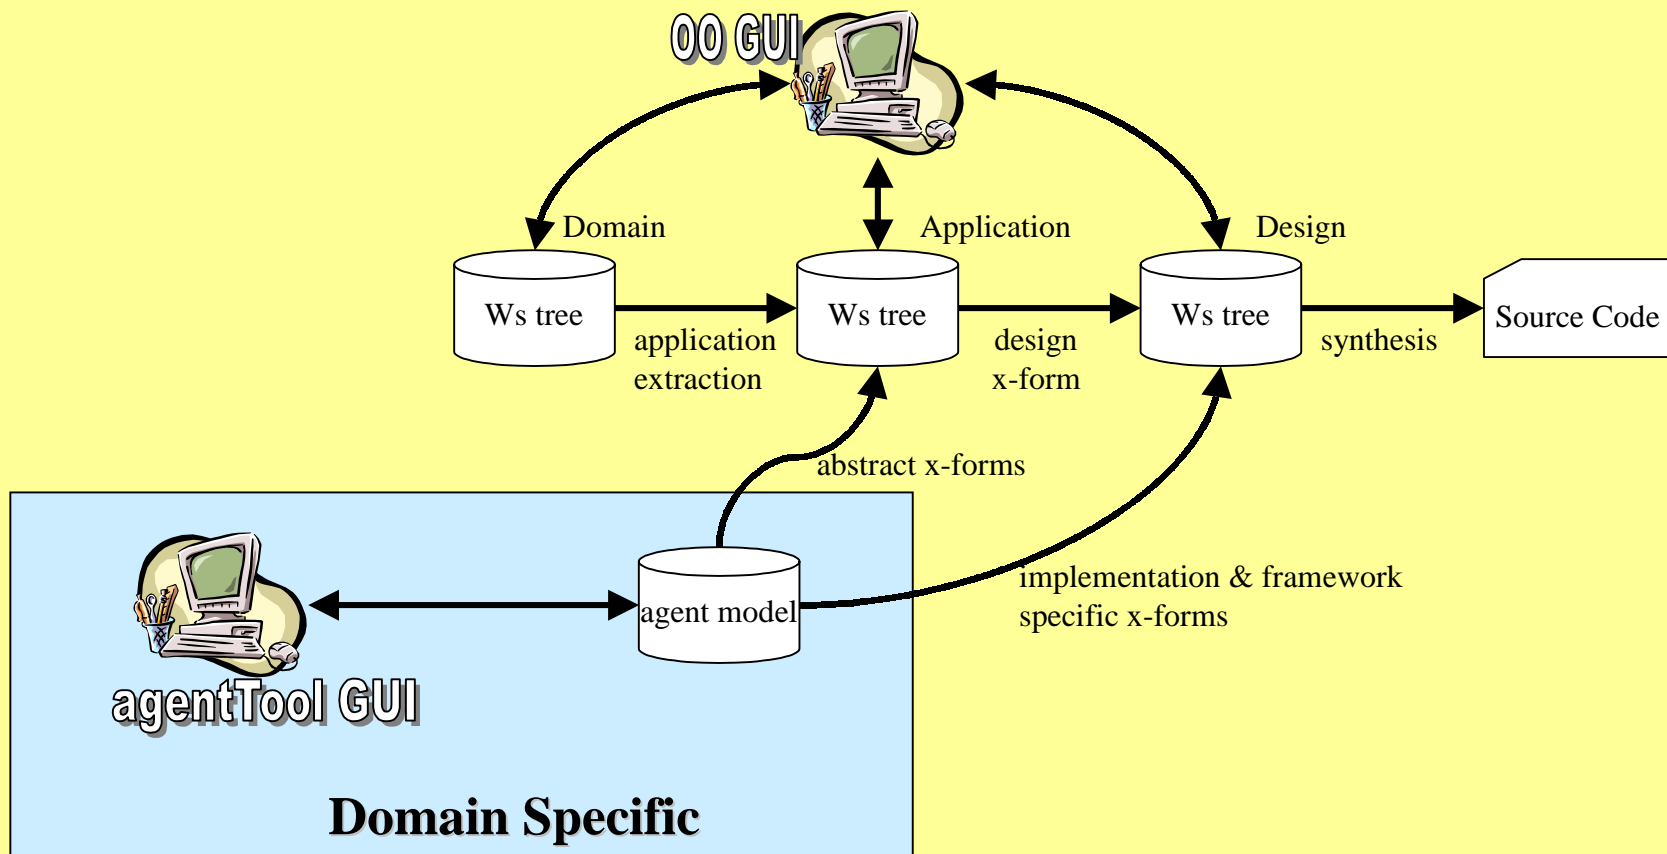 OO GUI
Domain
Application
Design
Ws tree
Ws tree
Ws tree
Source Code
application
extraction
design
x-form
synthesis
abstract x-forms
agent model
implementation & framework
specific x-forms
agentTool GUI
Domain Specific